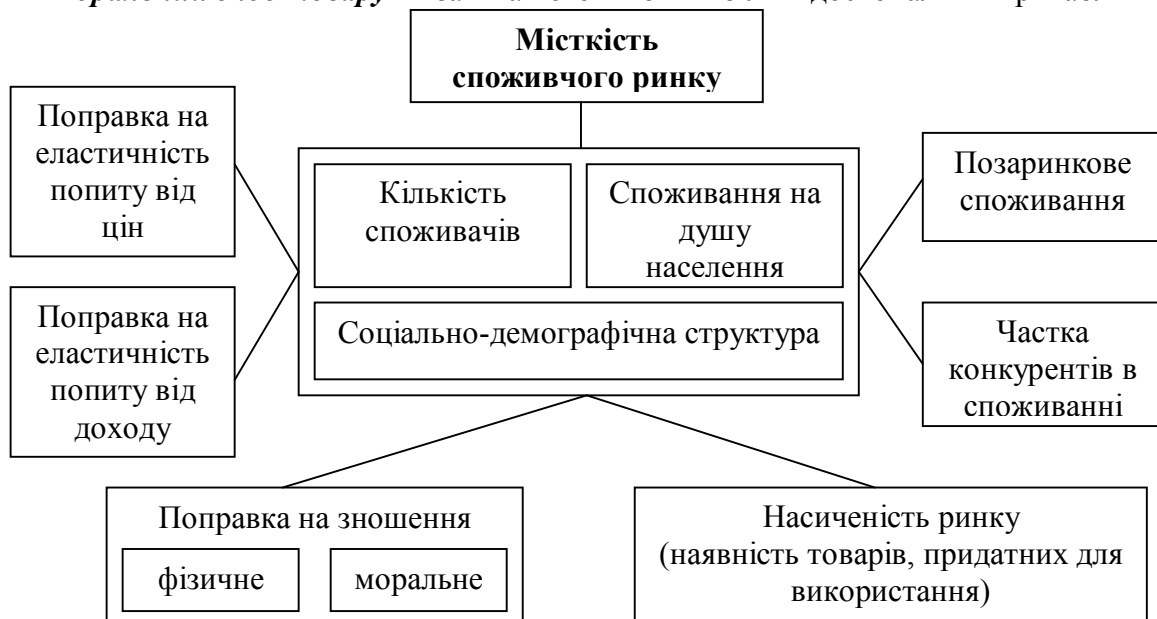 товару
Місткість
споживчого ринку
Поправка на
еластичність
попиту від
цін
Кількість
споживачів
Споживання на
душу
населення
Позаринкове
споживання
Поправка на
еластичність
попиту від
доходу
Соціально-демографічна структура
Частка
конкурентів в
споживанні
Поправка на зношення
фізичне
моральне
Насиченість ринку
(наявність товарів, придатних для
використання)